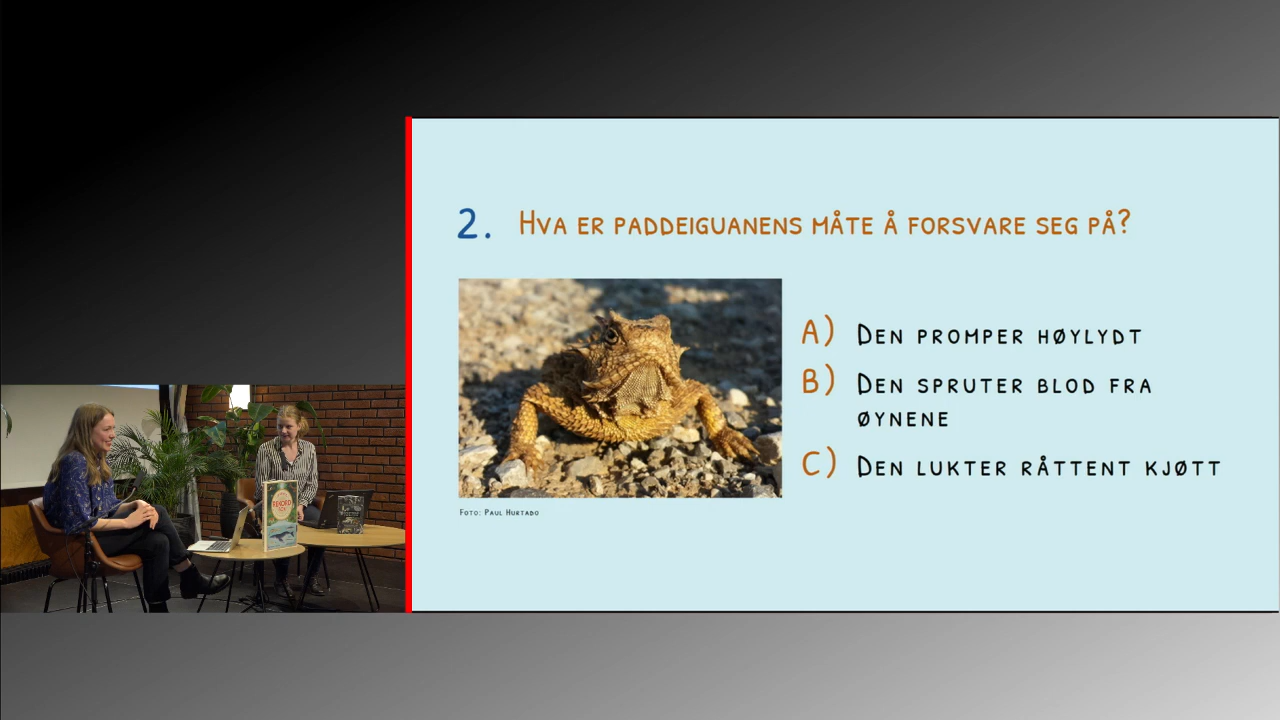 2. Hva er paddeiguanens måte å forsvare seg på?
A) Den promper høylydt
B) Den spruter blod fra
øynene
C) Den lukter råttent kjøtt
Foto: Paul Hurtado
REKORD